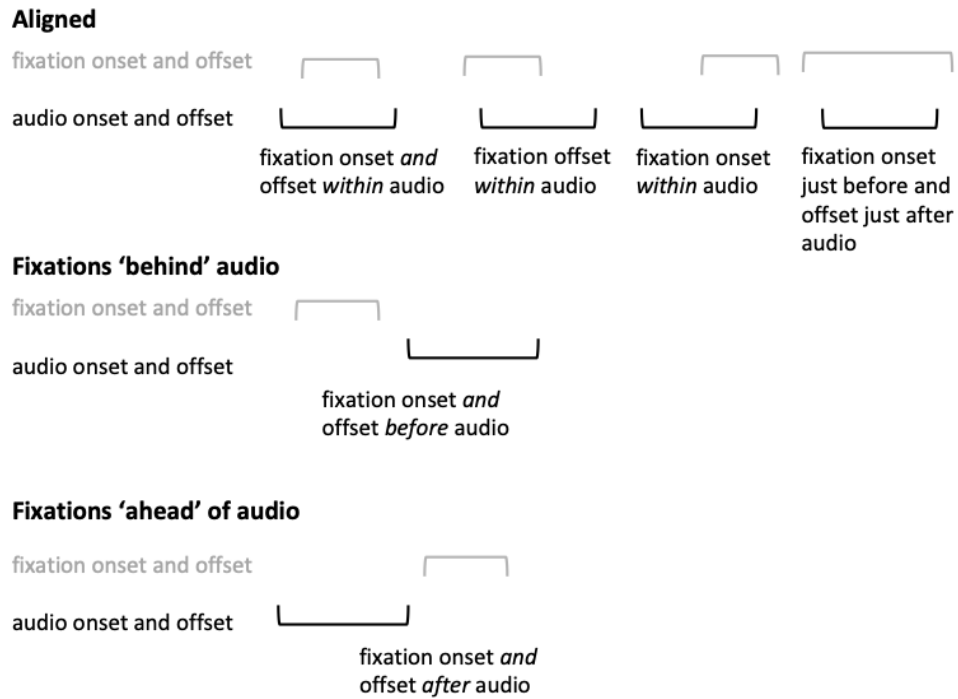 Aligned
fixation onset and offset
audio onset and offset
fixation onset and
offset within audio
fixation offset
within audio
fixation onset
within audio
fixation onset
just before and
offset just after
audio
Fixations ‘behind’ audio
fixation onset and offset
audio onset and offset
fixation onset and
offset before audio
Fixations ‘ahead’ of audio
fixation onset and offset
audio onset and offset
fixation onset and
offset after audio